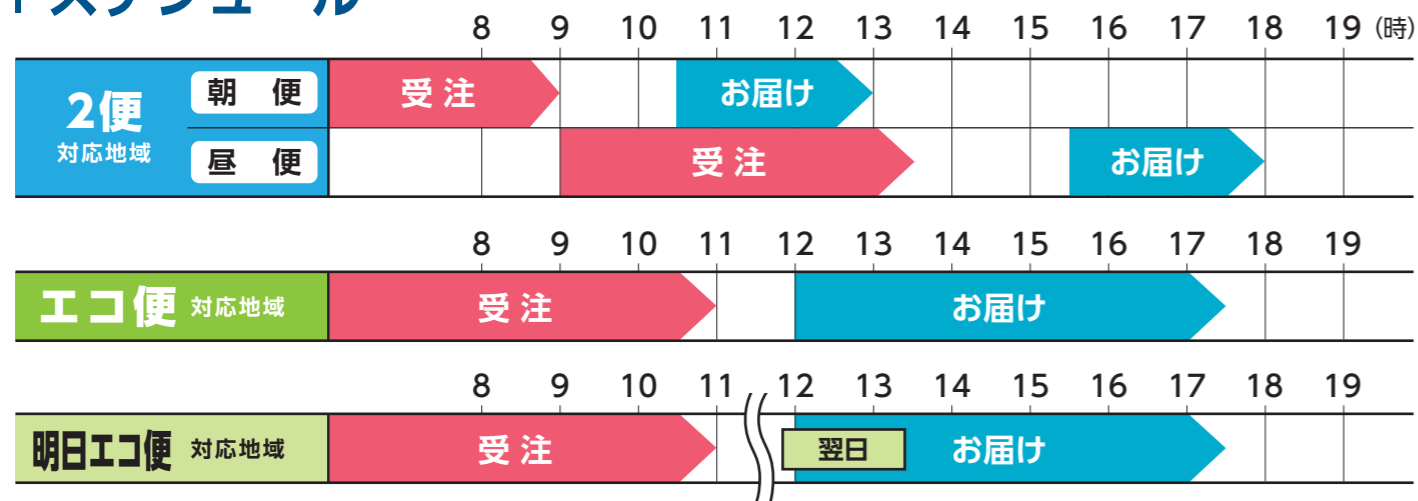 スケジュール
8 9 10 11 12 13 14 15 16 17 18 19 (時)
2便 対応地域
朝 便 受注 お届け
昼 便 受注 お届け
8 9 10 11 12 13 14 15 16 17 18 19
エコ便 対応地域 受注 お届け
8 9 10 11 12 13 14 15 16 17 18 19
明日エコ便 対応地域 受注 翌日 お届け